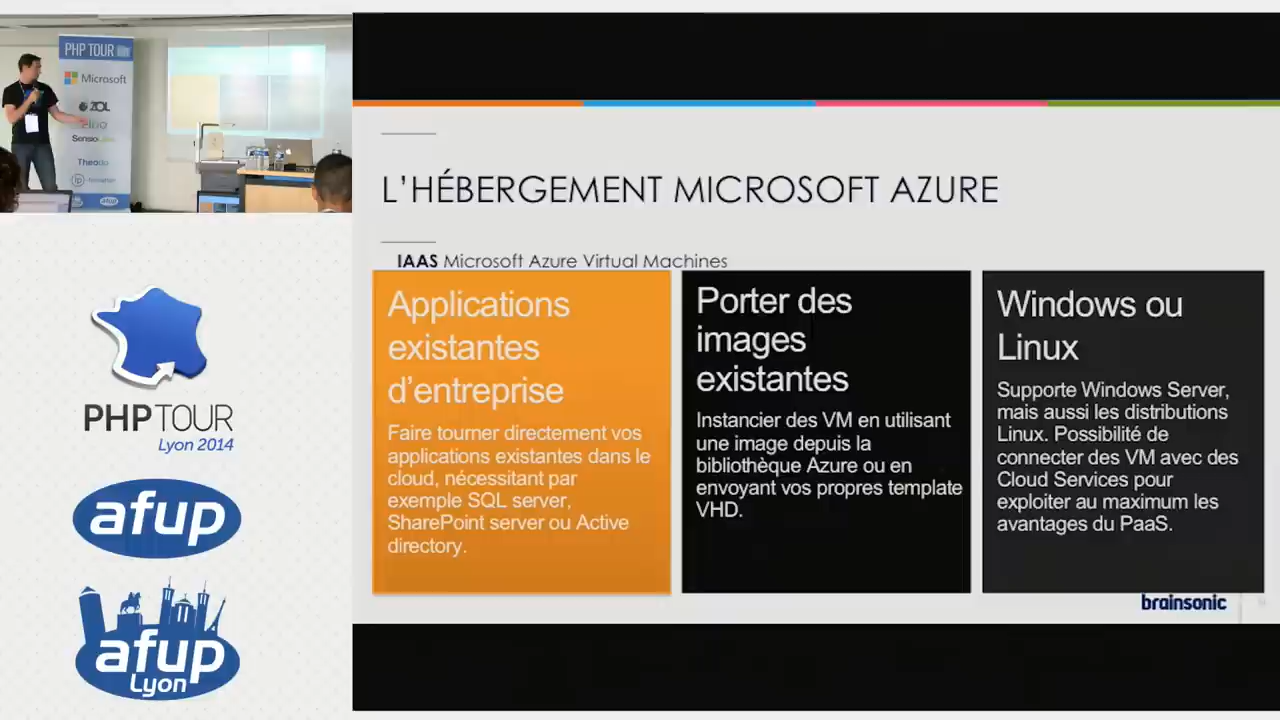 PHP TOUR
Microsoft
ZOL
elao
Theodo
afup
PHP TOUR
Lyon 2014
afup
afup
Lyon
L'HÉBERGEMENT MICROSOFT AZURE
IAAS Microsoft Azure Virtual Machines
Applications
existantes
d'entreprise
Faire tourner directement vos
applications existantes dans le
cloud, nécessitant par
exemple SQL server,
SharePoint server ou Active
directory.
Porter des
images
existantes
Instancier des VM en utilisant
une image depuis la
bibliothèque Azure ou en
envoyant vos propres template
VHD.
Windows ou
Linux
Supporte Windows Server,
mais aussi les distributions
Linux. Possibilité de
connecter des VM avec des
Cloud Services pour
exploiter au maximum les
avantages du PaaS.
brainsonic